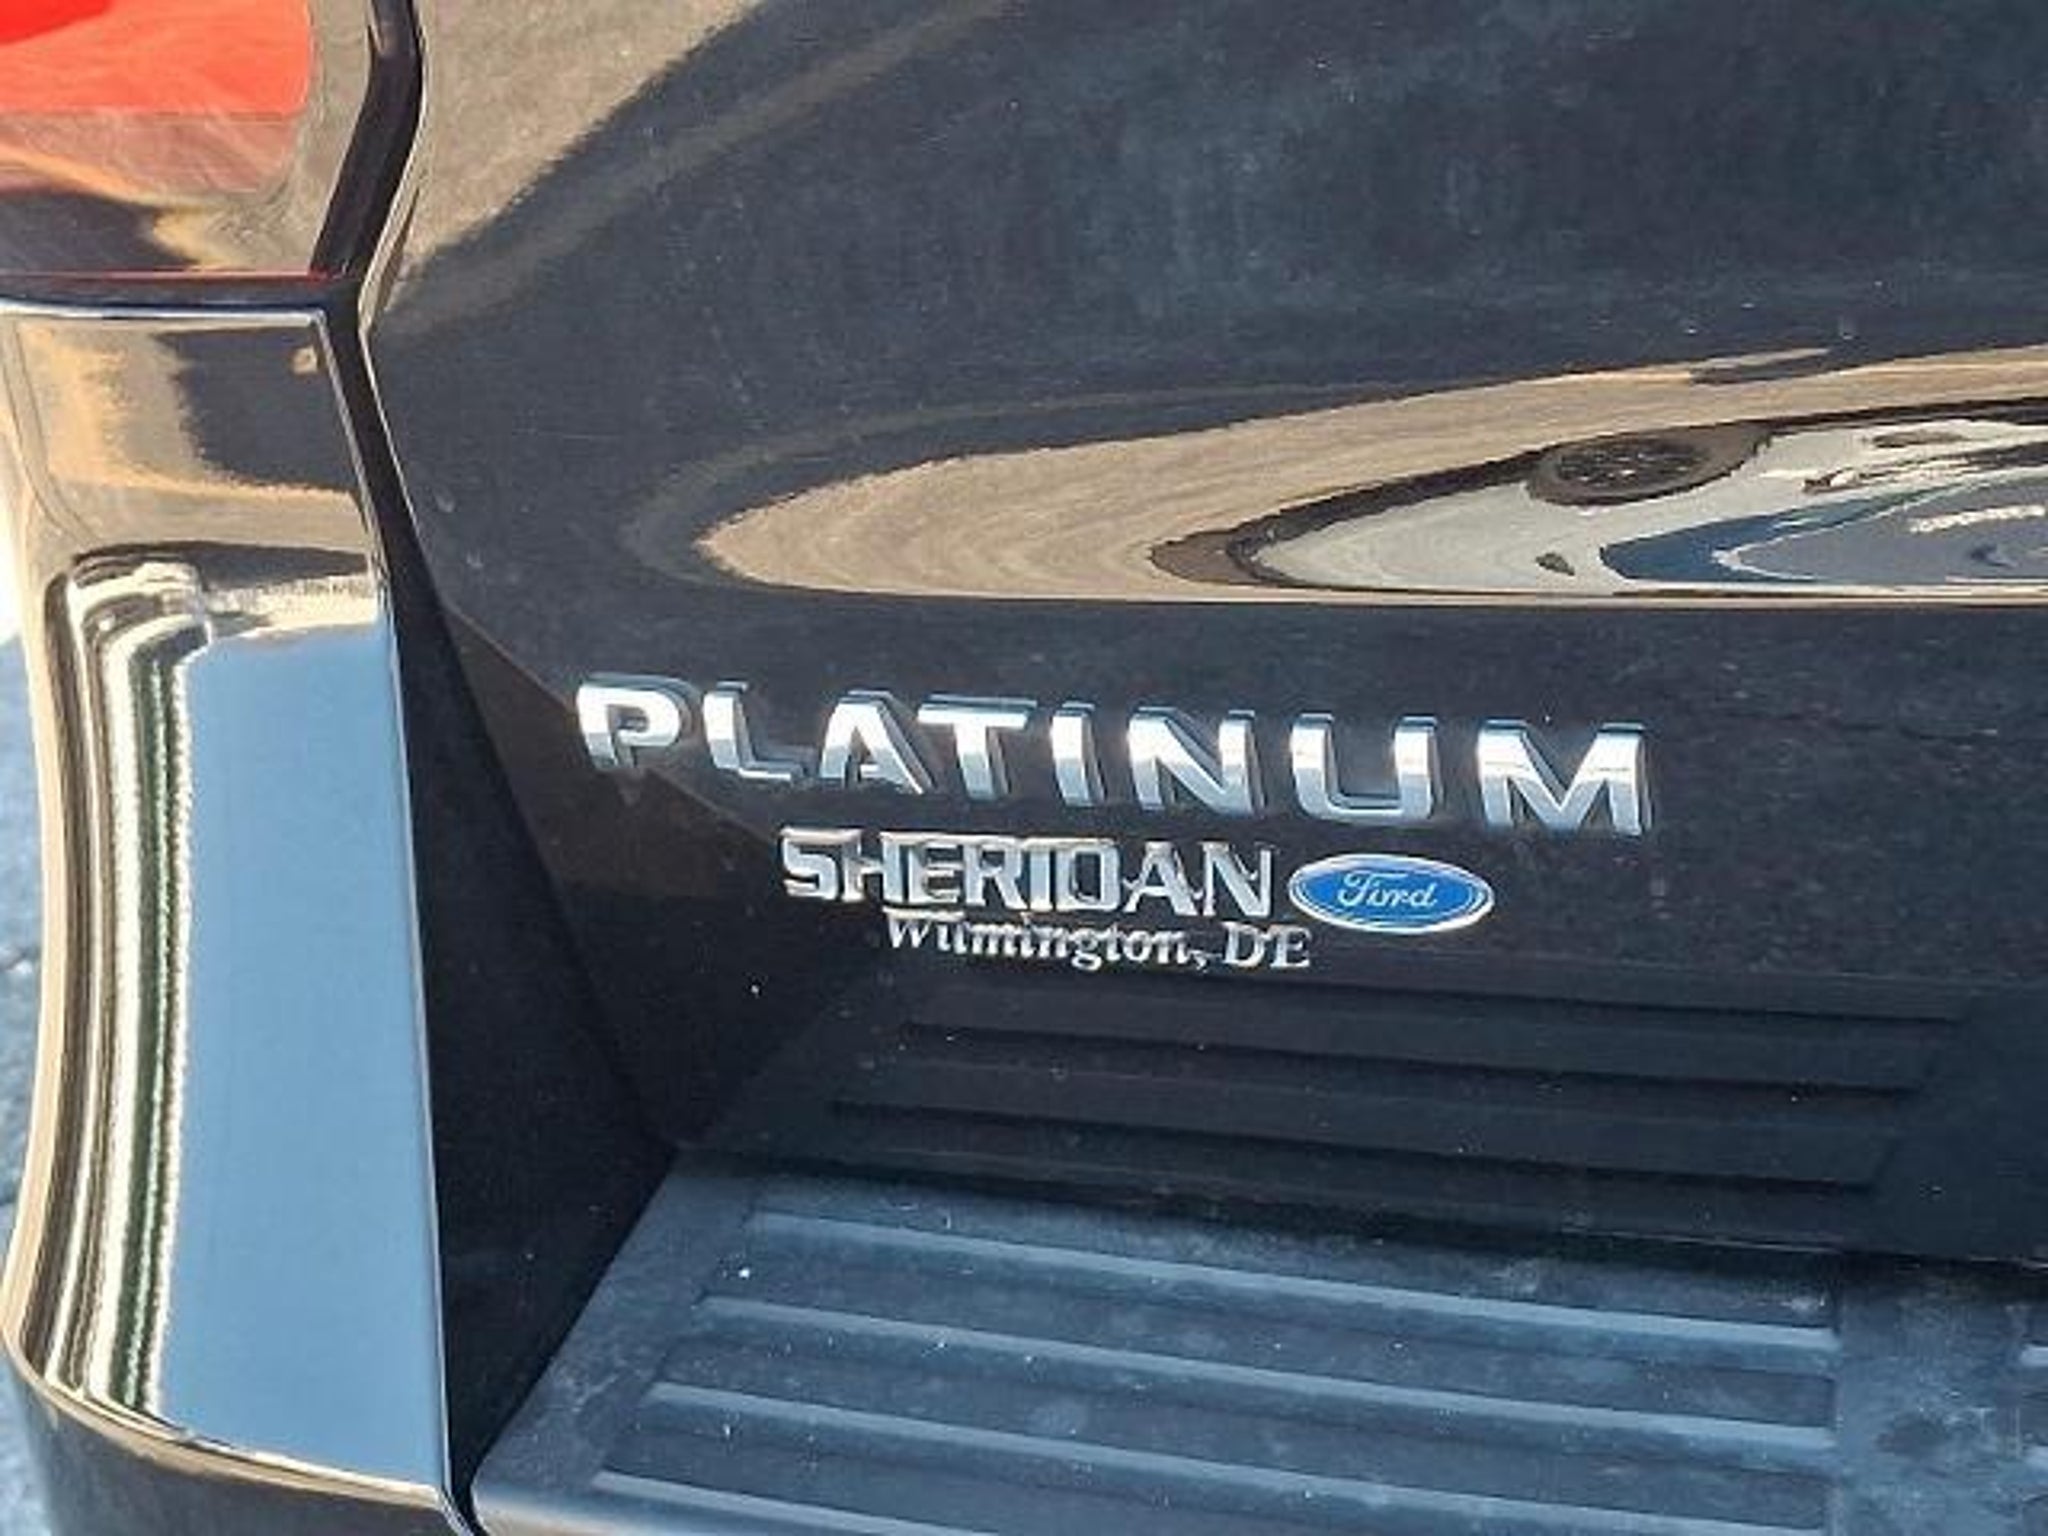 PLATINUM
SHERIDAN Ford
Wilmington, DE